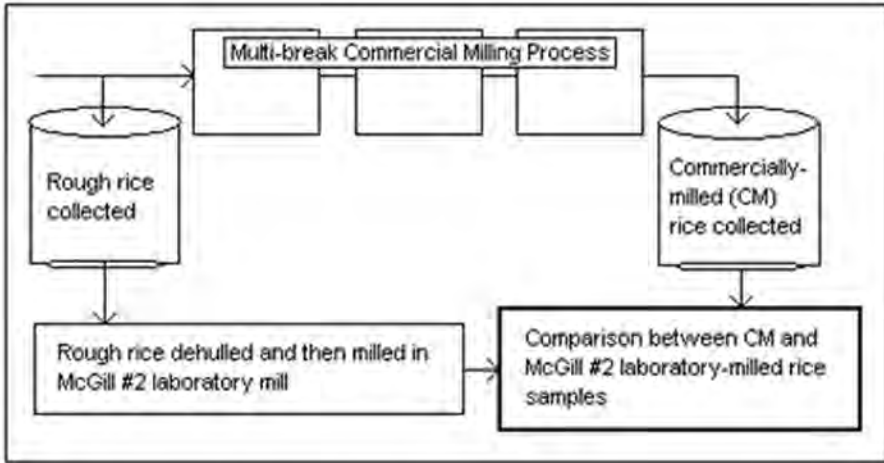 Multi-break Commercial Milling Process
Rough rice
collected
Commercially-
milled (CM)
rice collected
Rough rice dehulled and then milled in
McGill #2 laboratory mill
Comparison between CM and
McGill #2 laboratory-milled rice
samples